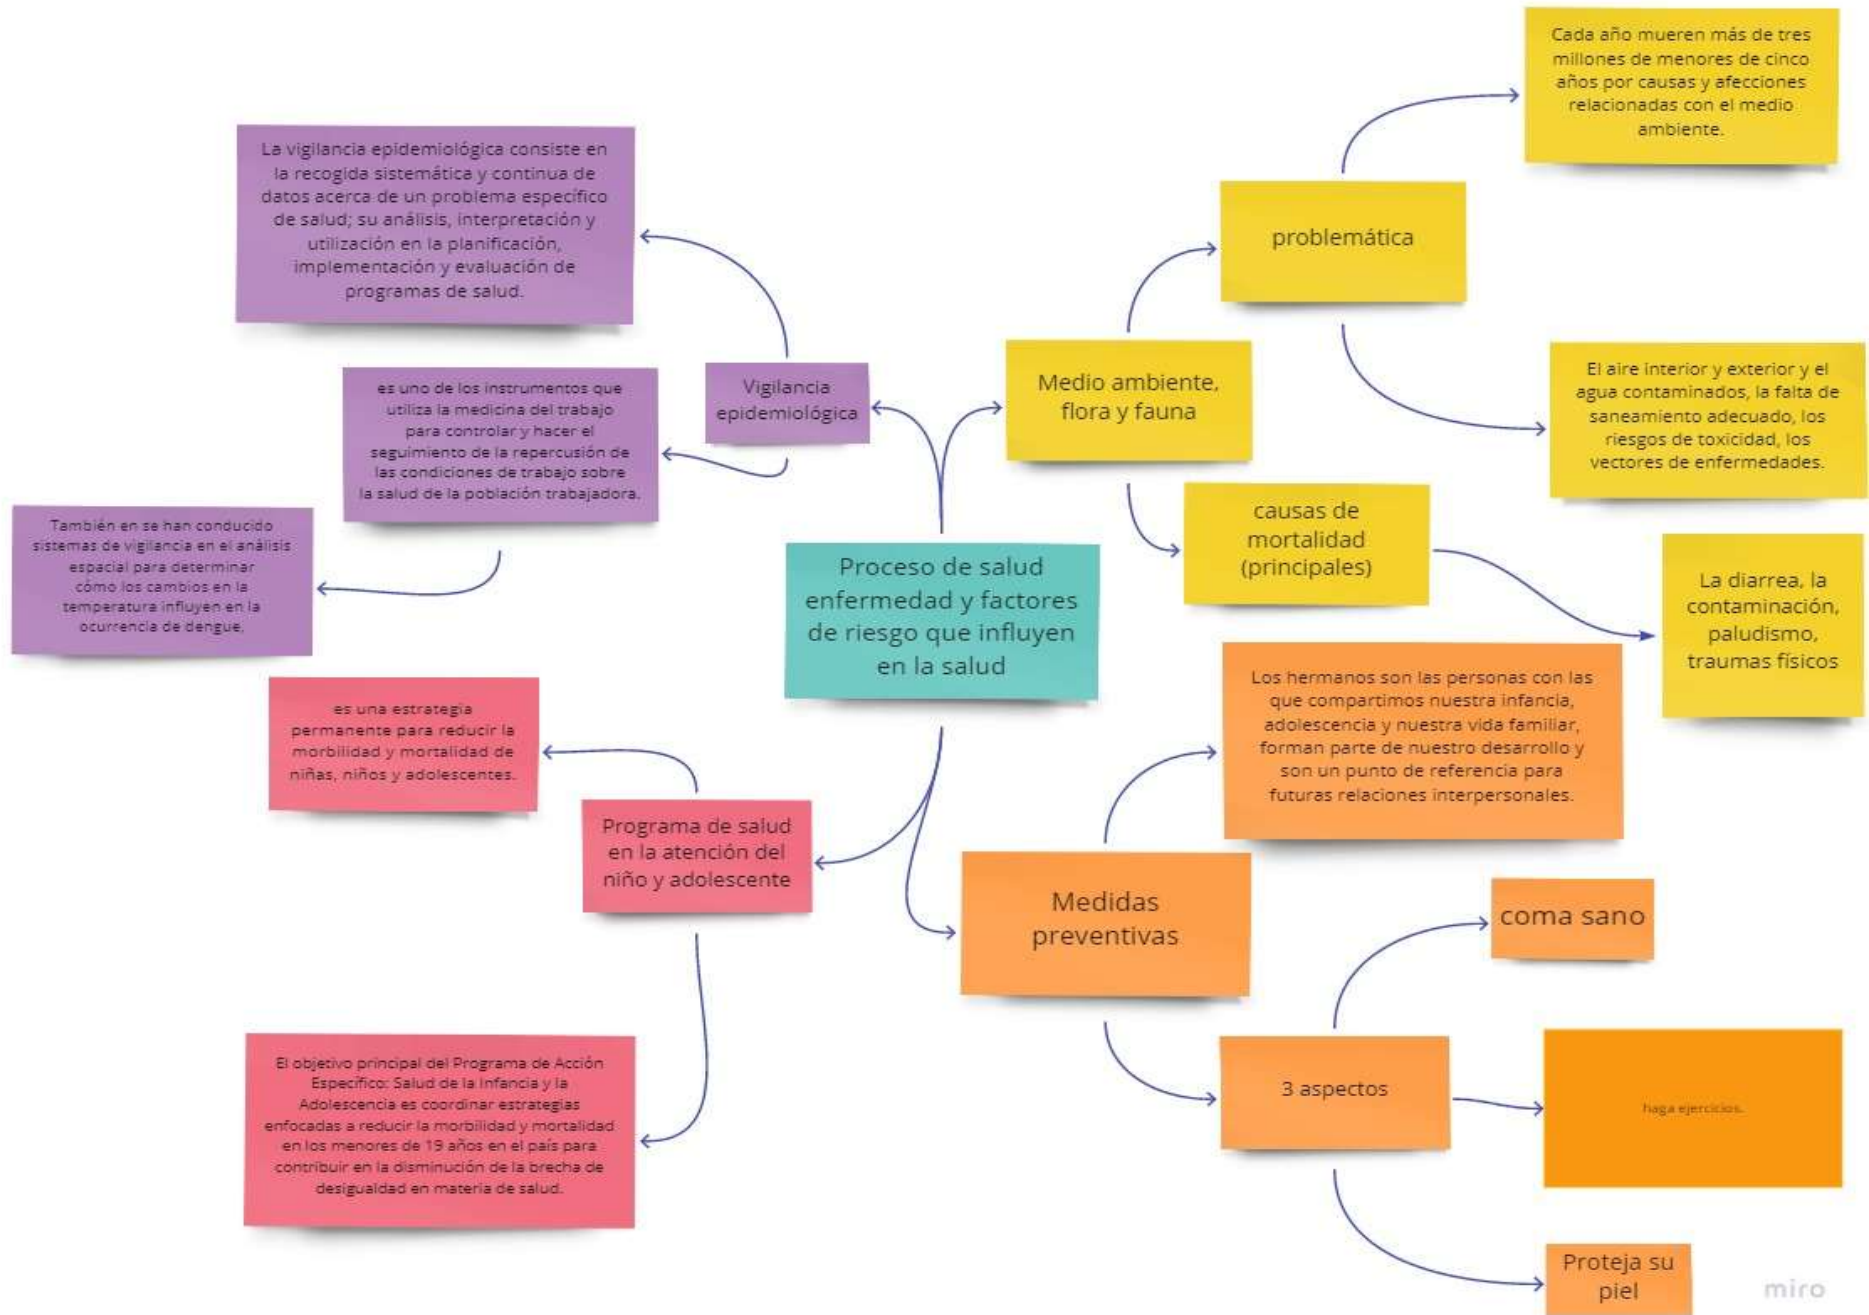 Cada año mueren más de tres
millones de menores de cinco
años por causas y afecciones
relacionadas con el medio
ambiente.
La vigilancia epidemiológica consiste en
la recogida sistemática y continua de
datos acerca de un problema específico
de salud; su análisis, interpretación y
utilización en la planificación,
implementación y evaluación de
programas de salud.
problemática
Medio ambiente,
flora y fauna
El aire interior y exterior y el
agua contaminados, la falta de
saneamiento adecuado, los
riesgos de toxicidad, los
vectores de enfermedades.
Vigilancia
epidemiológica
es uno de los instrumentos que
utiliza la medicina del trabajo
para controlar y hacer el
seguimiento de la repercusión de
las condiciones de trabajo sobre
la salud de la población trabajadora.
causas de
mortalidad
(principales)
También en se han conducido
sistemas de vigilancia en el análisis
espacial para determinar
cómo los cambios en la
temperatura influyen en la
ocurrencia de dengue.
Proceso de salud
enfermedad y factores
de riesgo que influyen
en la salud
La diarrea, la
contaminación,
paludismo,
traumas físicos
Los hermanos son las personas con las
que compartimos nuestra infancia,
adolescencia y nuestra vida familiar,
forman parte de nuestro desarrollo y
son un punto de referencia para
futuras relaciones interpersonales.
es una estrategia
permanente para reducir la
morbilidad y mortalidad de
niñas, niños y adolescentes.
Programa de salud
en la atención del
niño y adolescente
Medidas
preventivas
coma sano
3 aspectos
haga ejercicios.
El objetivo principal del Programa de Acción
Específico: Salud de la Infancia y la
Adolescencia es coordinar estrategias
enfocadas a reducir la morbilidad y mortalidad
en los menores de 19 años en el país para
contribuir en la disminución de la brecha de
desigualdad en materia de salud.
Proteja su
piel
miro